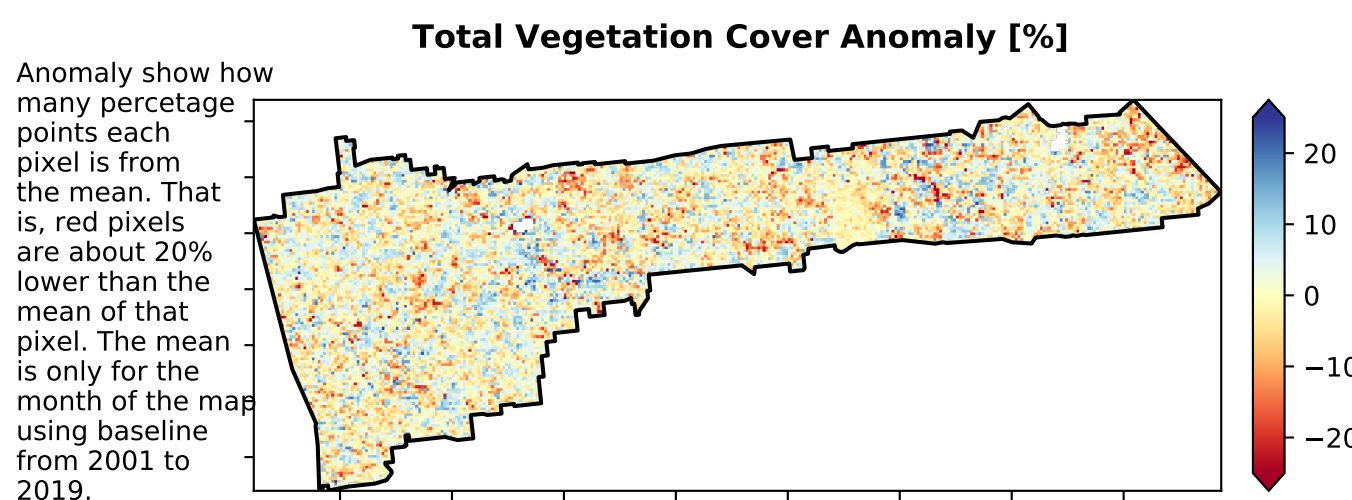 Total Vegetation Cover Anomaly [%]
Anomaly show how
many percetage
points each
pixel is from
the mean. That
is, red pixels
are about 20%
lower than the
mean of that
pixel. The mean
is only for the
month of the map
using baseline
from 2001 to
2019.
20
10
0
−10
−20